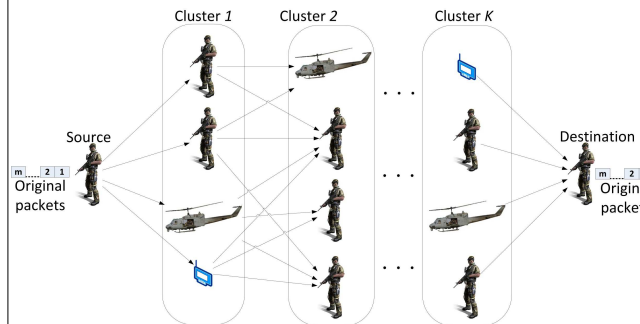 Cluster 1
Cluster 2
Cluster K
Source
Destination
m ...... 2 1
Original
packets
m ...... 2
Origin
packet